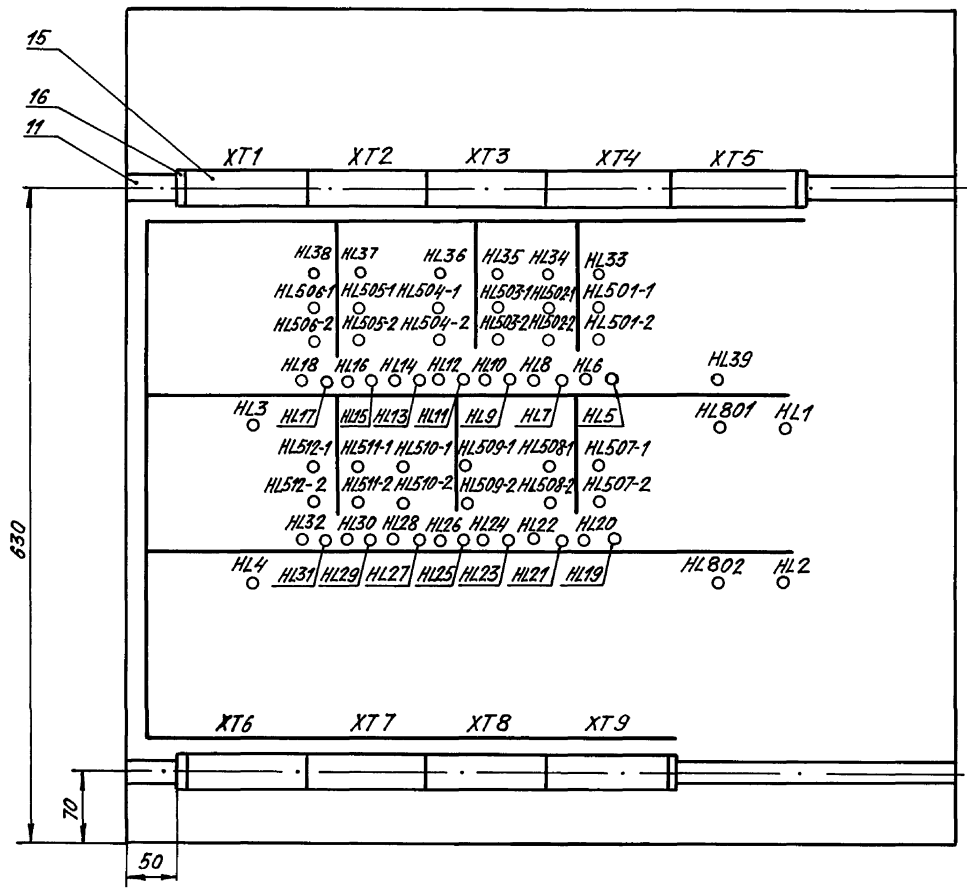 15
16
11
XT1 XT2 XT3 XT4 XT5
HL38 HL37 HL36 HL35 HL34 HL33
HL506-1 HL505-1 HL504-1 HL503-1 HL502-1 HL501-1
HL506-2 HL505-2 HL504-2 HL503-2 HL502-2 HL501-2
HL18 HL16 HL14 HL12 HL10 HL8 HL6 HL39
HL3 HL17 HL15 HL13 HL11 HL9 HL7 HL5 HL801 HL1
HL512-1 HL511-1 HL510-1 HL509-1 HL508-1 HL507-1
HL512-2 HL511-2 HL510-2 HL509-2 HL508-2 HL507-2
HL32 HL30 HL28 HL26 HL24 HL22 HL20
HL4 HL31 HL29 HL27 HL25 HL23 HL21 HL19 HL802 HL2
630
XT6 XT7 XT8 XT9
70
50